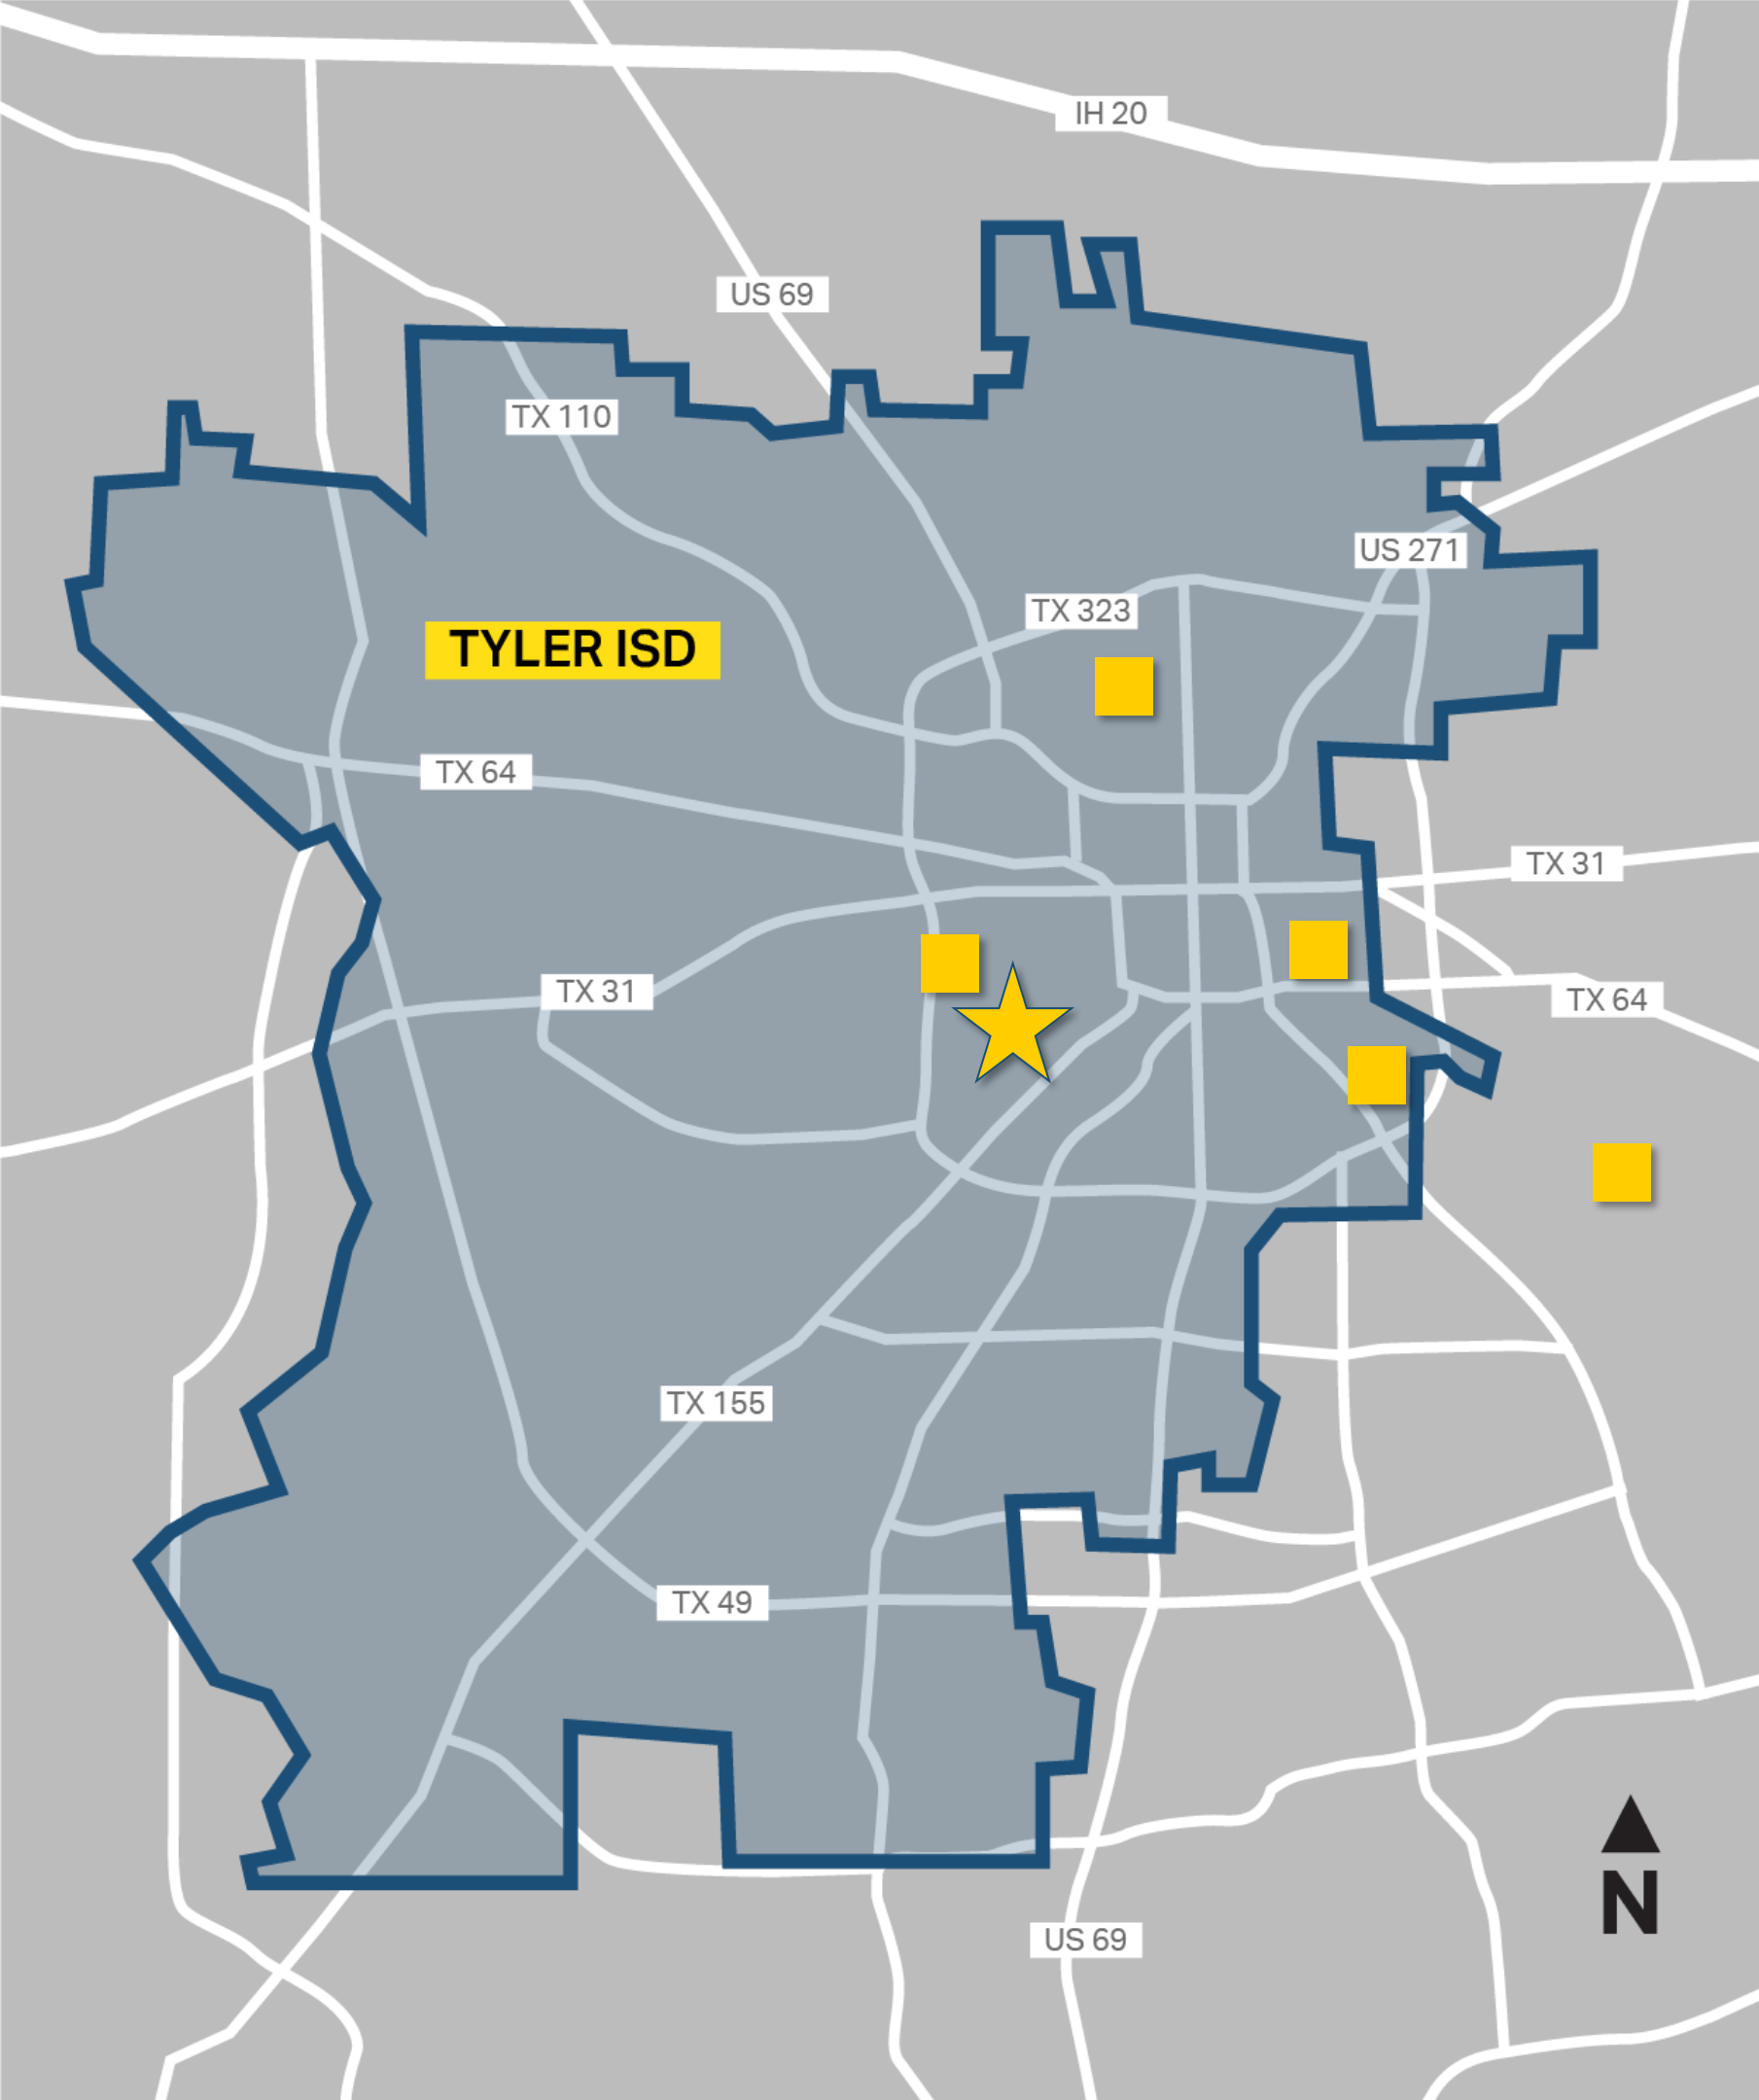 IH 20
US 69
TX 110
US 271
TX 323
TYLER ISD
TX 64
TX 31
TX 31
TX 64
TX 155
TX 49
US 69
N